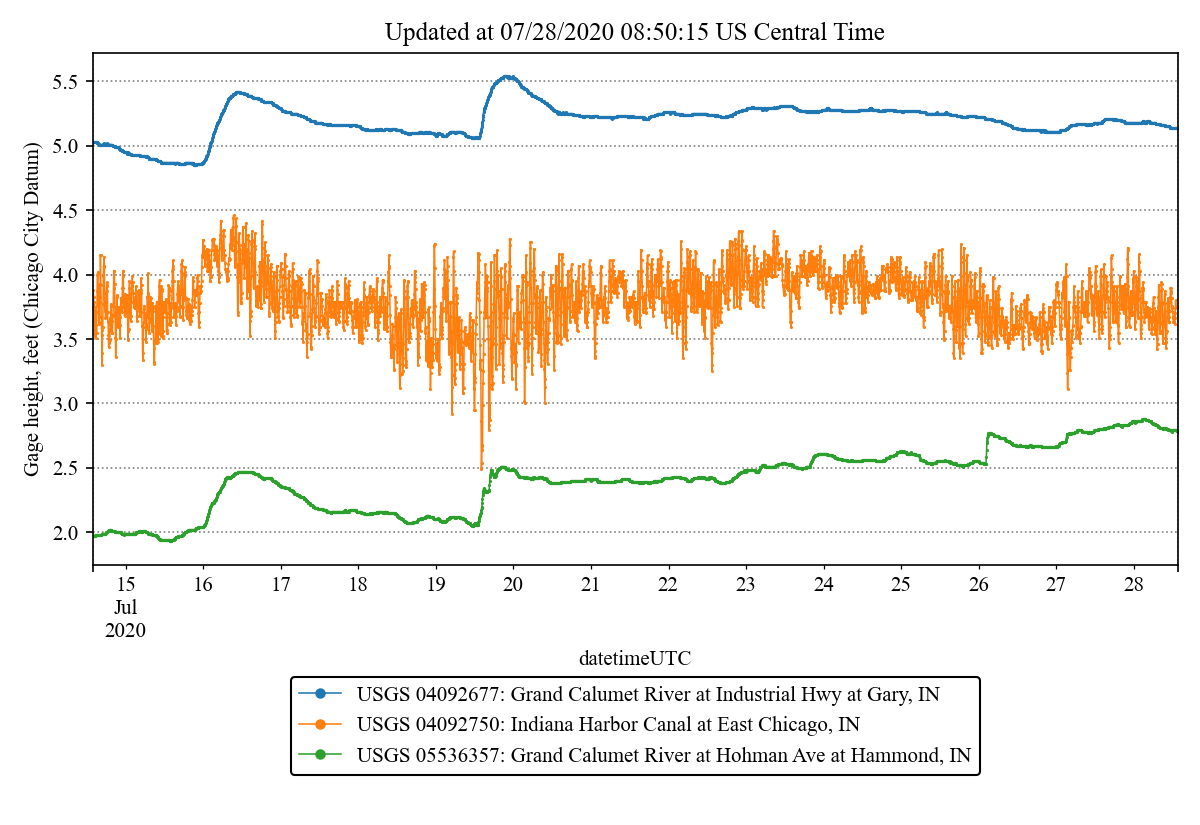 Updated at 07/28/2020 08:50:15 US Central Time
Gage height, feet (Chicago City Datum)
5.5
5.0
4.5
4.0
3.5
3.0
2.5
2.0
15 16 17 18 19 20 21 22 23 24 25 26 27 28
Jul
2020
datetimeUTC
USGS 04092677: Grand Calumet River at Industrial Hwy at Gary, IN
USGS 04092750: Indiana Harbor Canal at East Chicago, IN
USGS 05536357: Grand Calumet River at Hohman Ave at Hammond, IN